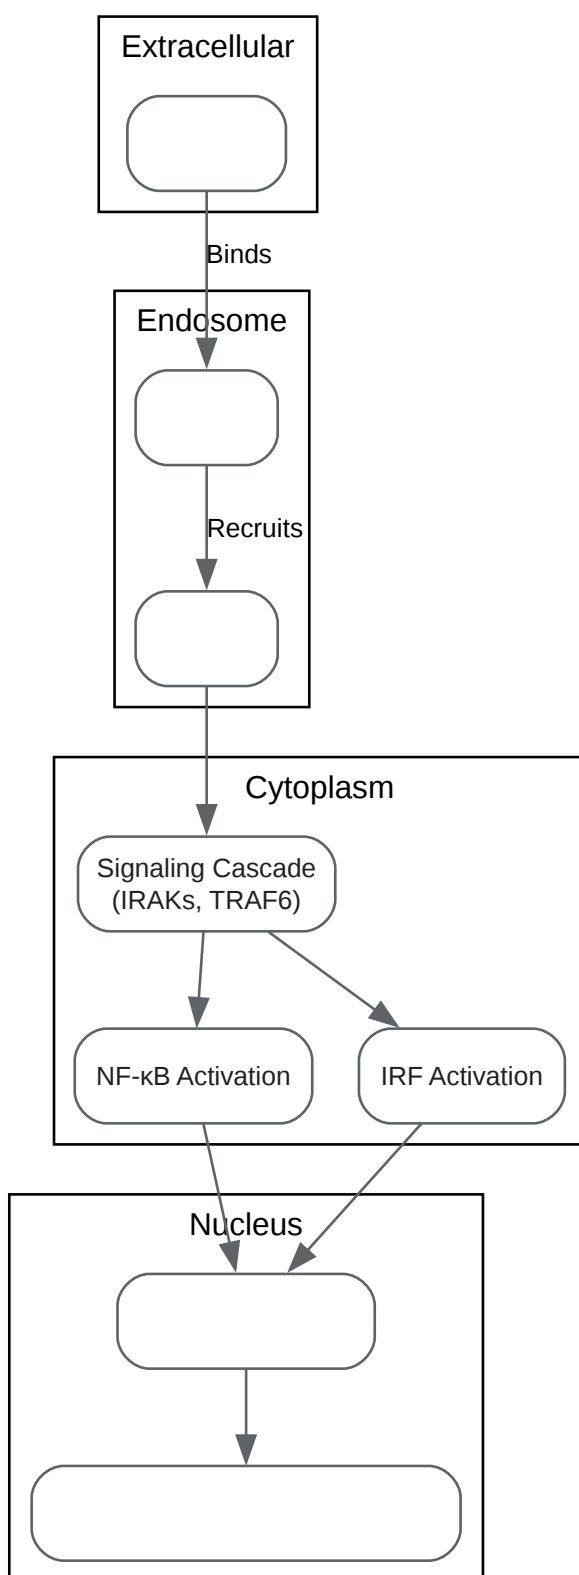 Extracellular
Binds
Endosome
Recruits
Cytoplasm
Signaling Cascade
(IRAKs, TRAF6)
NF-κB Activation
IRF Activation
Nucleus